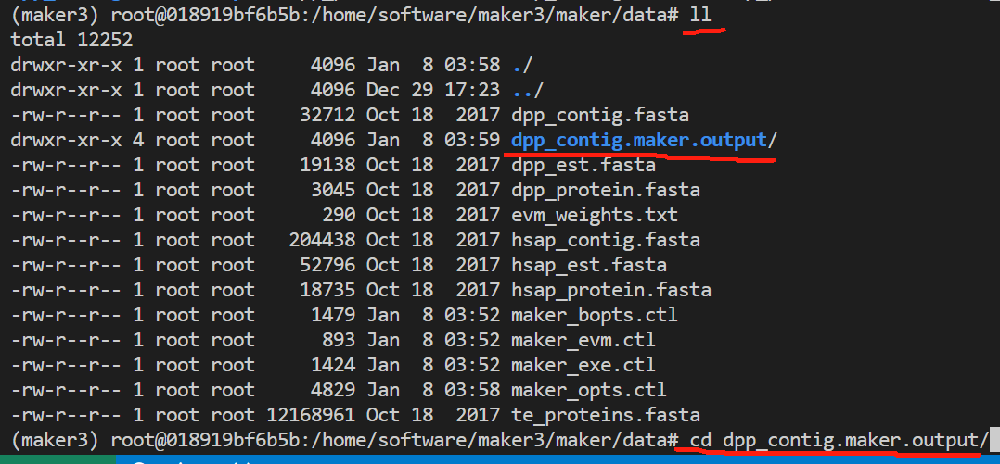 (maker3) root@018919bf6b5b:/home/software/maker3/maker/data# ll
total 12252
drwxr-xr-x 1 root root     4096 Jan  8 03:58 ./
drwxr-xr-x 1 root root     4096 Dec 29 17:23 ../
-rw-r--r-- 1 root root    32712 Oct 18  2017 dpp_contig.fasta
drwxr-xr-x 4 root root     4096 Jan  8 03:59 dpp_contig.maker.output/
-rw-r--r-- 1 root root    19138 Oct 18  2017 dpp_est.fasta
-rw-r--r-- 1 root root     3045 Oct 18  2017 dpp_protein.fasta
-rw-r--r-- 1 root root      290 Oct 18  2017 evm_weights.txt
-rw-r--r-- 1 root root   204438 Oct 18  2017 hsap_contig.fasta
-rw-r--r-- 1 root root    52796 Oct 18  2017 hsap_est.fasta
-rw-r--r-- 1 root root    18735 Oct 18  2017 hsap_protein.fasta
-rw-r--r-- 1 root root     1479 Jan  8 03:52 maker_bopts.ctl
-rw-r--r-- 1 root root      893 Jan  8 03:52 maker_evm.ctl
-rw-r--r-- 1 root root     1424 Jan  8 03:52 maker_exe.ctl
-rw-r--r-- 1 root root     4829 Jan  8 03:58 maker_opts.ctl
-rw-r--r-- 1 root root 12168961 Oct 18  2017 te_proteins.fasta
(maker3) root@018919bf6b5b:/home/software/maker3/maker/data# cd dpp_contig.maker.output/